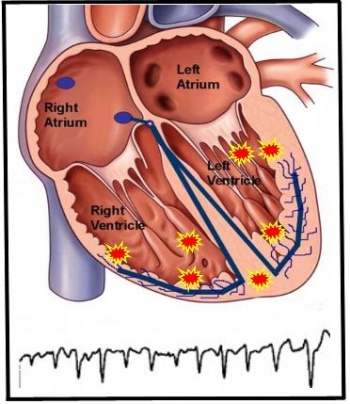 Left
Atrium
Right
Atrium
Left
Ventricle
Right
Ventricle